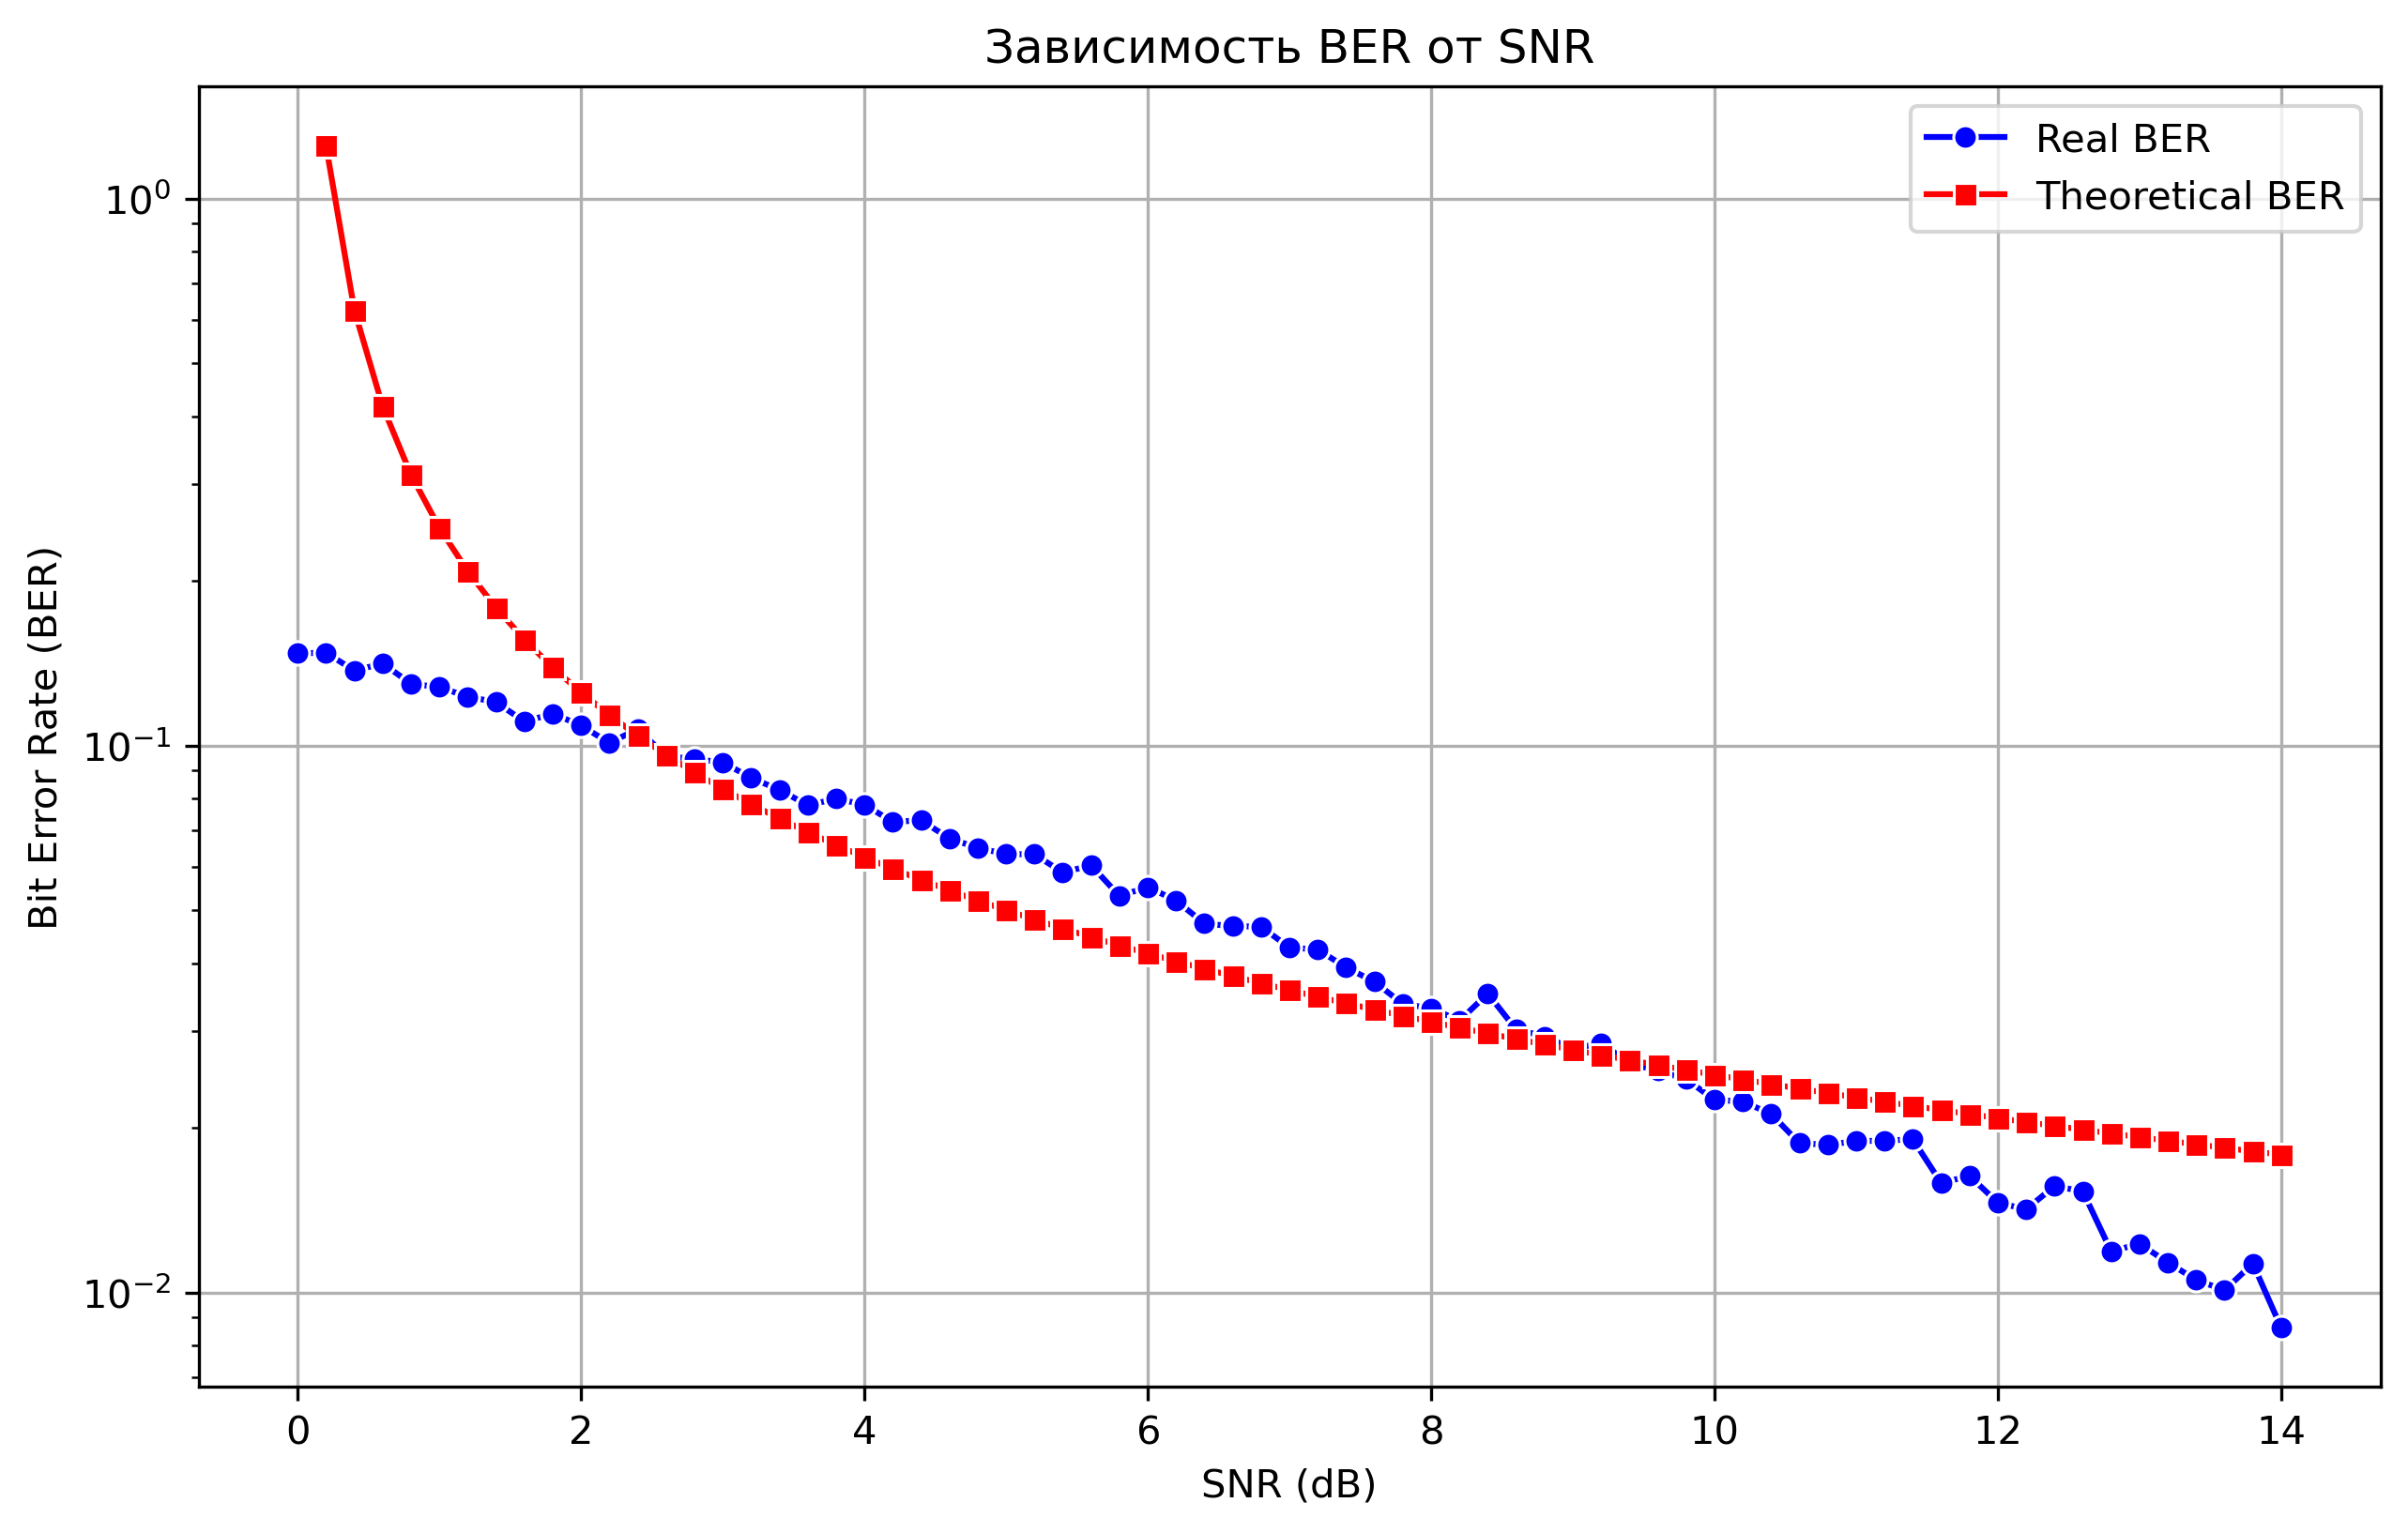 Зависимость BER от SNR
Real BER
Theoretical BER
Bit Error Rate (BER)
10⁰
10⁻¹
10⁻²
0 2 4 6 8 10 12 14
SNR (dB)